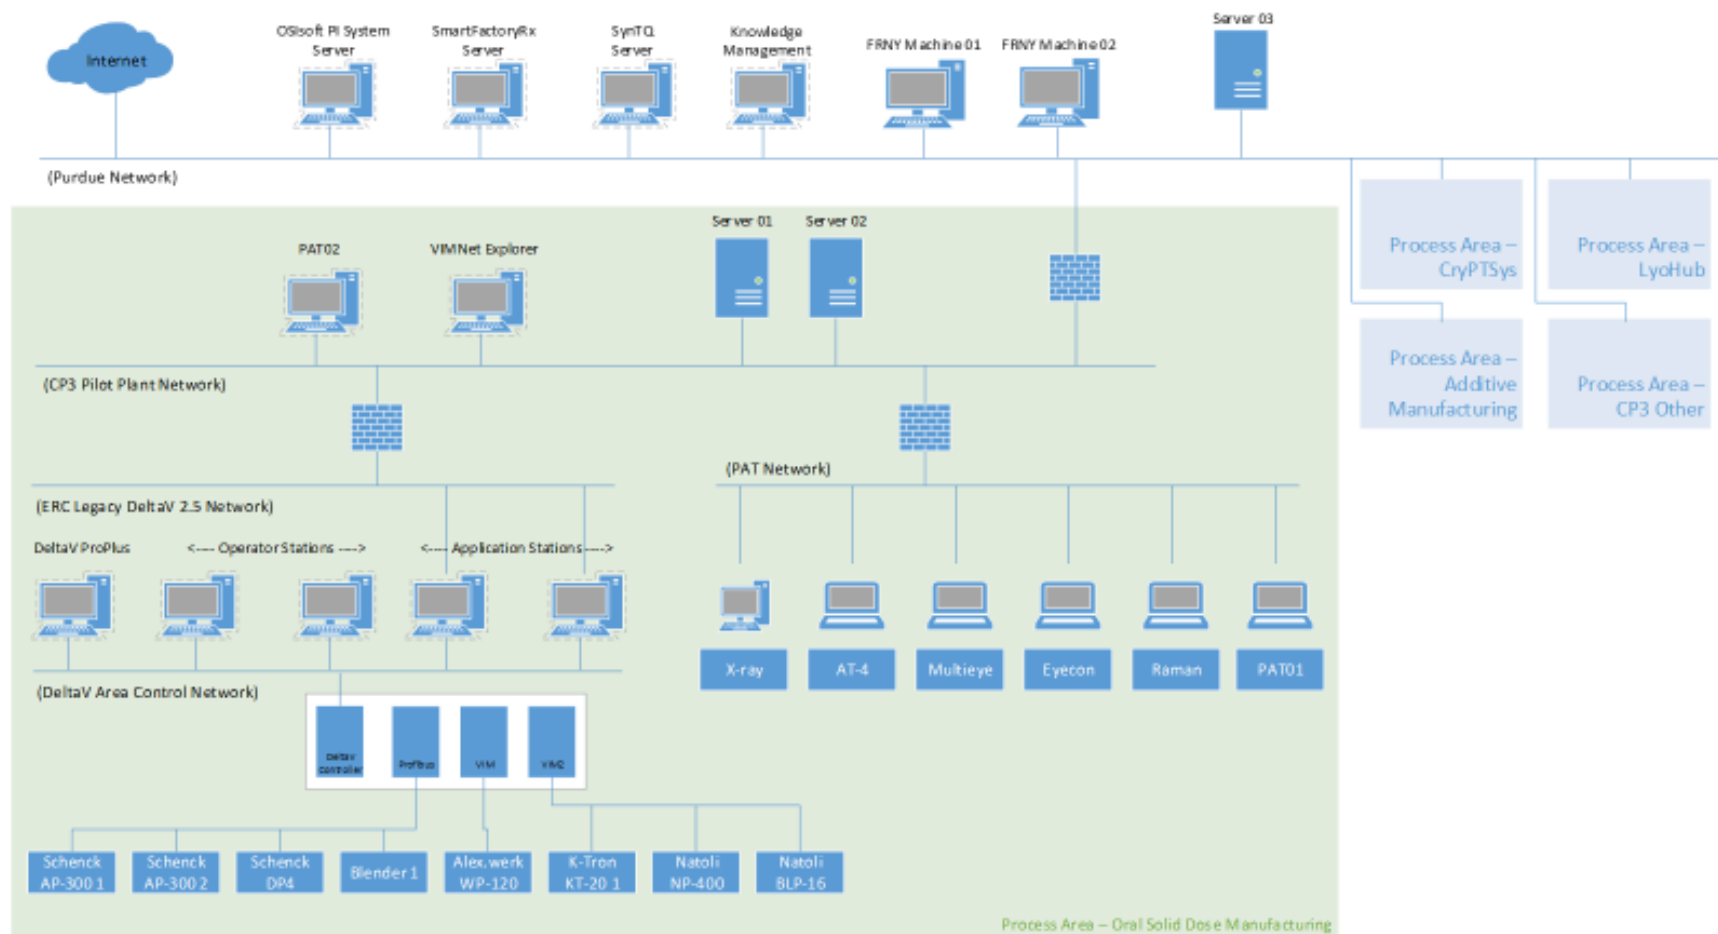 Internet
OSIsoft PI System
Server
SmartFactoryRx
Server
SynTQ
Server
Knowledge
Management
FRNY Machine 01
FRNY Machine 02
Server 03
(Purdue Network)
Process Area –
CryPTSys
Process Area –
LyoHub
Process Area –
Additive
Manufacturing
Process Area –
CP3 Other
PAT02
VIMNet Explorer
Server 01
Server 02
(CP3 Pilot Plant Network)
(ERC Legacy DeltaV 2.5 Network)
(PAT Network)
DeltaV ProPlus
<---- Operator Stations ---->
<---- Application Stations ---->
X-ray
AT-4
Multieye
Eyecon
Raman
PAT01
(DeltaV Area Control Network)
DeltaV
Controller
Profibus
VIM
VIM2
Schenck
AP-300 1
Schenck
AP-300 2
Schenck
DP4
Blender 1
Alex.werk
WP-120
K-Tron
KT-20 1
Natoli
NP-400
Natoli
BLP-16
Process Area – Oral Solid Dose Manufacturing